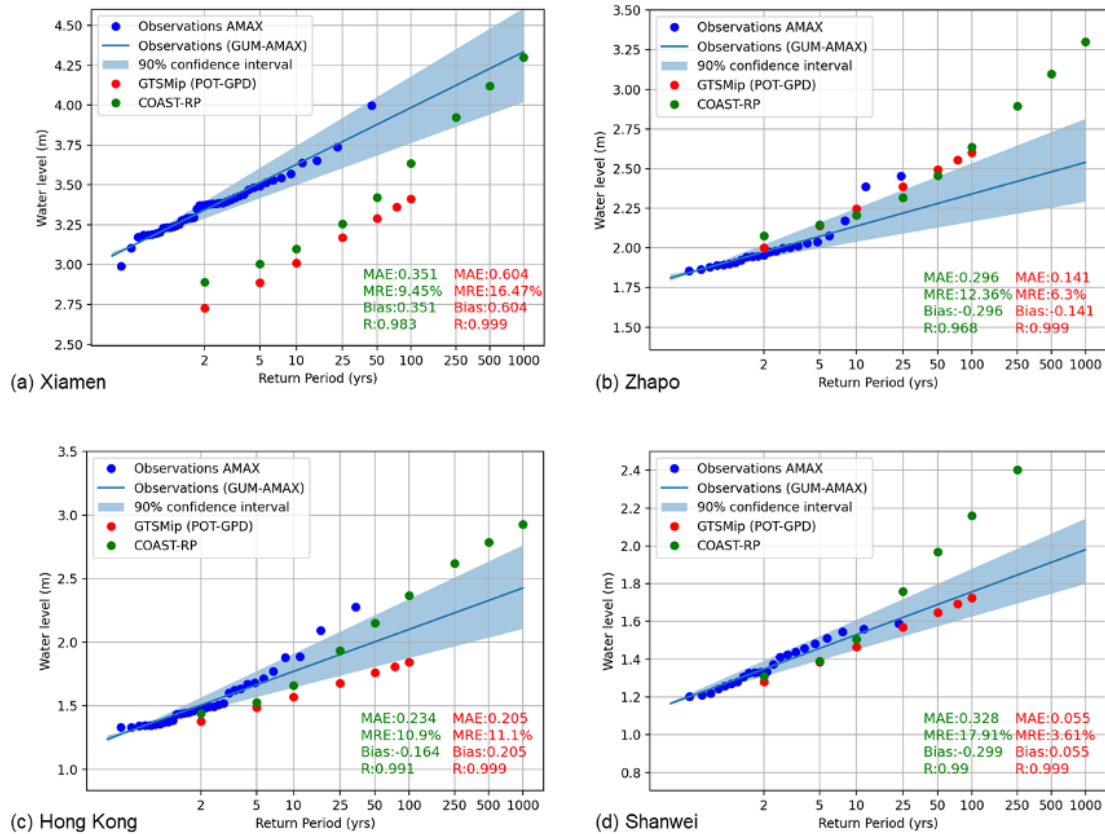 4.50
4.25
4.00
3.75
3.50
3.25
3.00
2.75
2.50
Water level (m)
Observations AMAX
Observations (GUM-AMAX)
90% confidence interval
GTSMip (POT-GPD)
COAST-RP
MAE:0.351 MAE:0.604
MRE:9.45% MRE:16.47%
Bias:0.351 Bias:0.604
R:0.983 R:0.999
2 5 10 25 50 100 250 500 1000
Return Period (yrs)
(a) Xiamen
3.50
3.25
3.00
2.75
2.50
2.25
2.00
1.75
1.50
Water level (m)
Observations AMAX
Observations (GUM-AMAX)
90% confidence interval
GTSMip (POT-GPD)
COAST-RP
MAE:0.296 MAE:0.141
MRE:12.36% MRE:6.3%
Bias:-0.296 Bias:-0.141
R:0.968 R:0.999
2 5 10 25 50 100 250 500 1000
Return Period (yrs)
(b) Zhapo
3.5
3.0
2.5
2.0
1.5
1.0
Water level (m)
Observations AMAX
Observations (GUM-AMAX)
90% confidence interval
GTSMip (POT-GPD)
COAST-RP
MAE:0.234 MAE:0.205
MRE:10.9% MRE:11.1%
Bias:-0.164 Bias:0.205
R:0.991 R:0.999
2 5 10 25 50 100 250 500 1000
Return Period (yrs)
(c) Hong Kong
2.4
2.2
2.0
1.8
1.6
1.4
1.2
1.0
0.8
Water level (m)
Observations AMAX
Observations (GUM-AMAX)
90% confidence interval
GTSMip (POT-GPD)
COAST-RP
MAE:0.328 MAE:0.055
MRE:17.91% MRE:3.61%
Bias:-0.299 Bias:0.055
R:0.99 R:0.999
2 5 10 25 50 100 250 500 1000
Return Period (yrs)
(d) Shanwei